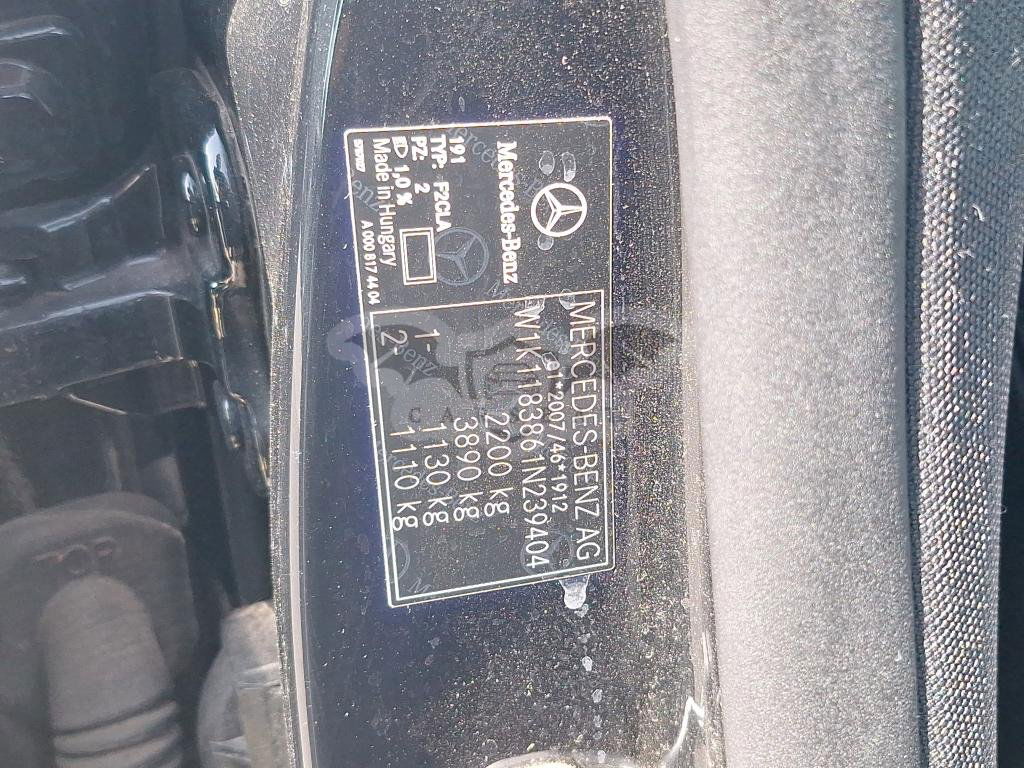 Mercedes-Benz
191
TYP: F2CLA
PZ: 2
1,0 %
Made in Hungary
A 000 817 44 04
MERCEDES-BENZ AG
e1*2007/46*1912
W1K1183861N239404
2200 kg
3890 kg
1- 1130 kg
2- 1110 kg
TOP